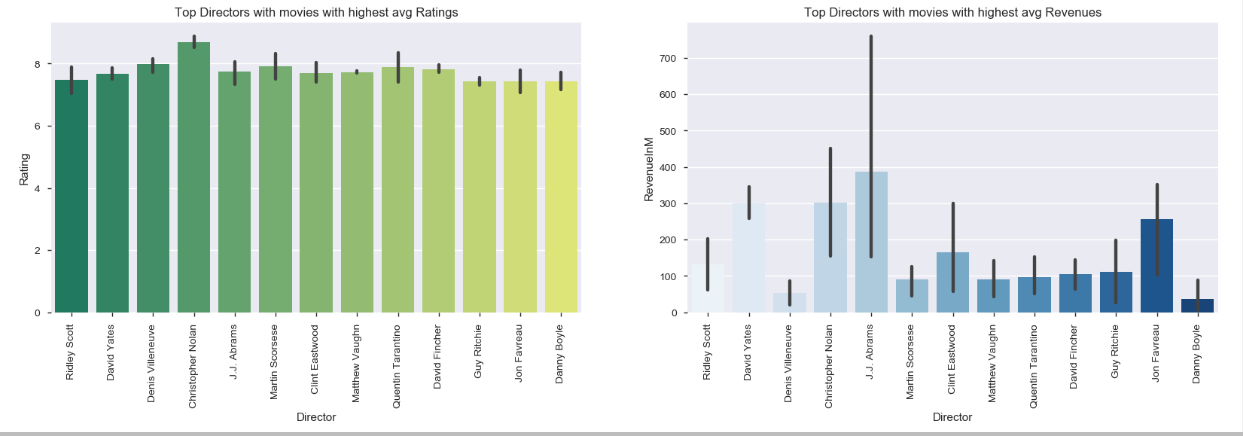 Top Directors with movies with highest avg Ratings
Rating
8
6
4
2
0
Ridley Scott
David Yates
Denis Villeneuve
Christopher Nolan
J.J. Abrams
Martin Scorsese
Clint Eastwood
Matthew Vaughn
Quentin Tarantino
David Fincher
Guy Ritchie
Jon Favreau
Danny Boyle
Director
Top Directors with movies with highest avg Revenues
RevenueInM
700
600
500
400
300
200
100
0
Ridley Scott
David Yates
Denis Villeneuve
Christopher Nolan
J.J. Abrams
Martin Scorsese
Clint Eastwood
Matthew Vaughn
Quentin Tarantino
David Fincher
Guy Ritchie
Jon Favreau
Danny Boyle
Director